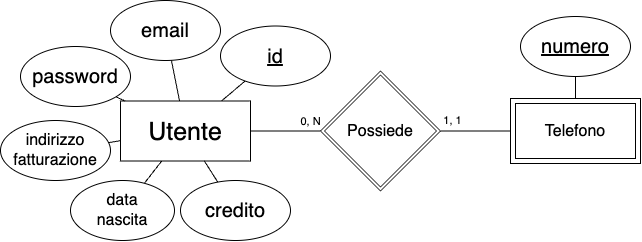 email
id
numero
password
Utente
0, N
Possiede
1, 1
Telefono
indirizzo
fatturazione
data
nascita
credito